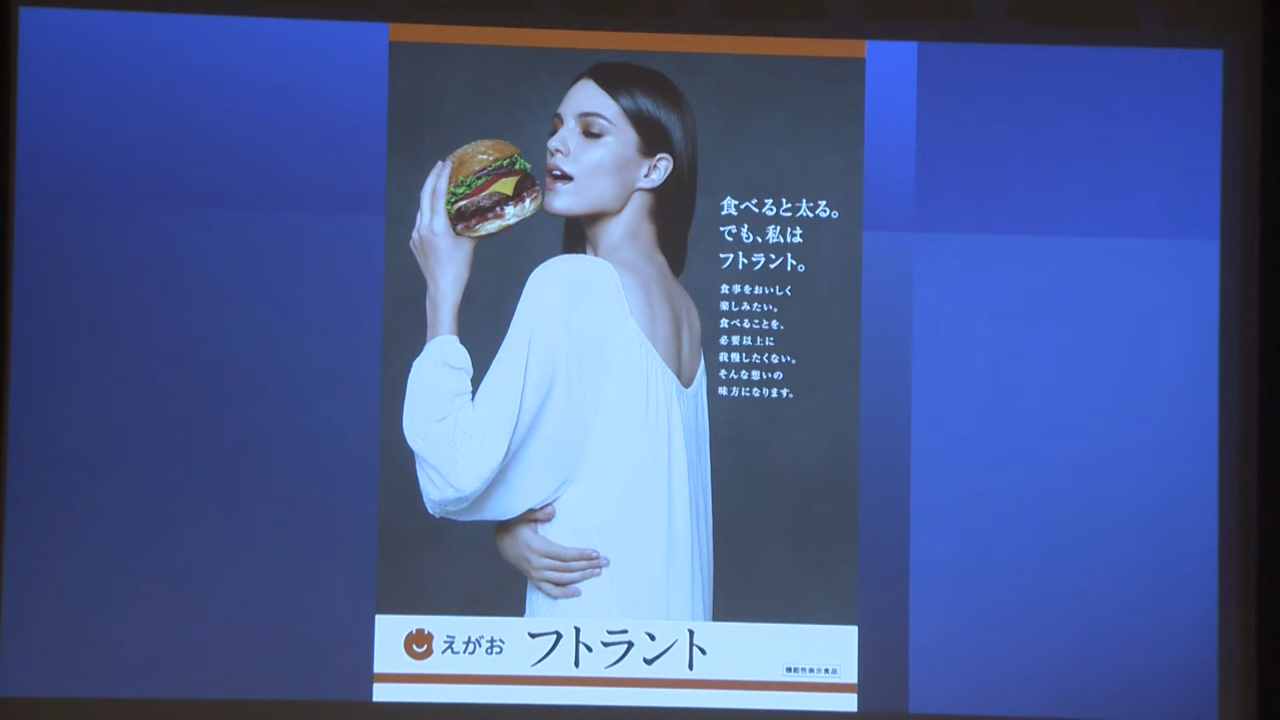 食べると太る。
でも、私は
フトラント。
食事をおいしく
楽しみたい。
食べることを、
必要以上に
我慢したくない。
そんな想いの
味方になります。
えがお フトラント
機能性表示食品